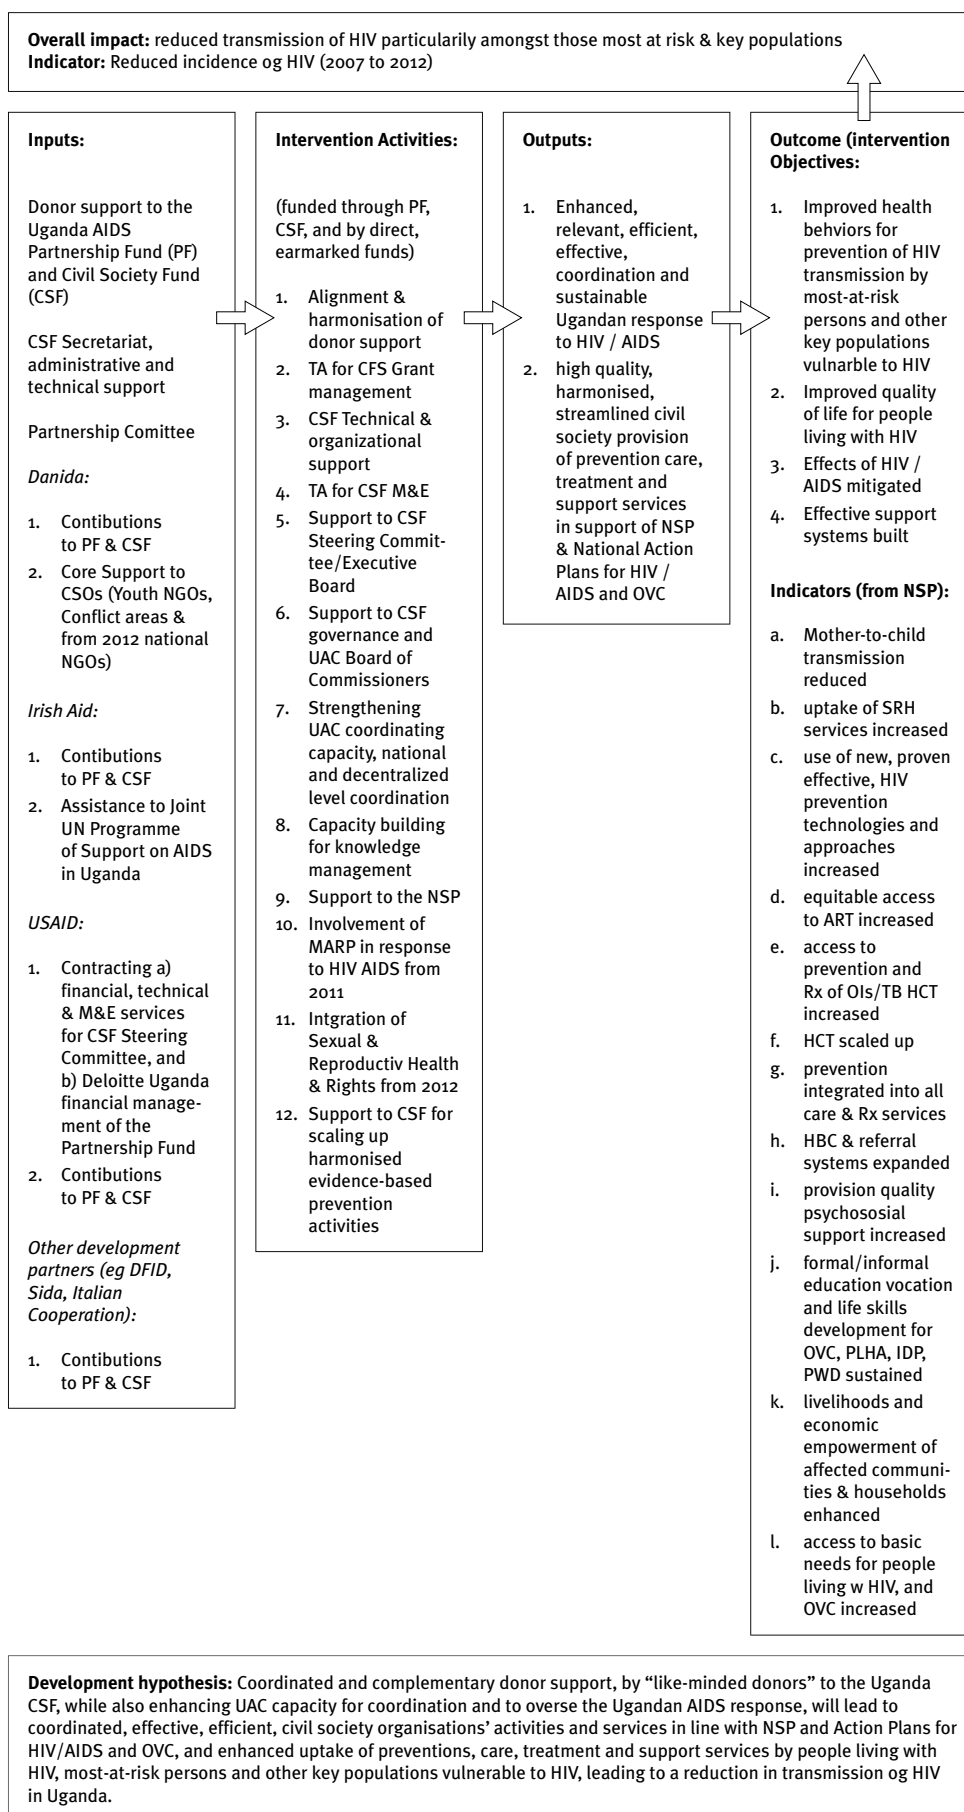 Overall impact: reduced transmission of HIV particularily amongst those most at risk & key populations
Indicator: Reduced incidence og HIV (2007 to 2012)
Inputs:
Donor support to the
Uganda AIDS
Partnership Fund (PF)
and Civil Society Fund
(CSF)
CSF Secretariat,
administrative and
technical support
Partnership Comittee
Danida:
1. Contibutions
to PF & CSF
2. Core Support to
CSOs (Youth NGOs,
Conflict areas &
from 2012 national
NGOs)
Irish Aid:
1. Contibutions
to PF & CSF
2. Assistance to Joint
UN Programme
of Support on AIDS
in Uganda
USAID:
1. Contracting a)
financial, technical
& M&E services
for CSF Steering
Committee, and
b) Deloitte Uganda
financial manage-
ment of the
Partnership Fund
2. Contibutions
to PF & CSF
Other development
partners (eg DFID,
Sida, Italian
Cooperation):
1. Contibutions
to PF & CSF
Intervention Activities:
(funded through PF,
CSF, and by direct,
earmarked funds)
1. Alignment &
harmonisation of
donor support
2. TA for CFS Grant
management
3. CSF Technical &
organizational
support
4. TA for CSF M&E
5. Support to CSF
Steering Commit-
tee/Executive
Board
6. Support to CSF
governance and
UAC Board of
Commissioners
7. Strengthening
UAC coordinating
capacity, national
and decentralized
level coordination
8. Capacity building
for knowledge
management
9. Support to the NSP
10. Involvement of
MARP in response
to HIV AIDS from
2011
11. Intgration of
Sexual &
Reproductiv Health
& Rights from 2012
12. Support to CSF for
scaling up
harmonised
evidence-based
prevention
activities
Outputs:
1. Enhanced,
relevant, efficient,
effective,
coordination and
sustainable
Ugandan response
to HIV / AIDS
2. high quality,
harmonised,
streamlined civil
society provision
of prevention care,
treatment and
support services
in support of NSP
& National Action
Plans for HIV /
AIDS and OVC
Outcome (intervention
Objectives:
1. Improved health
behviors for
prevention of HIV
transmission by
most-at-risk
persons and other
key populations
vulnarble to HIV
2. Improved quality
of life for people
living with HIV
3. Effects of HIV /
AIDS mitigated
4. Effective support
systems built
Indicators (from NSP):
a. Mother-to-child
transmission
reduced
b. uptake of SRH
services increased
c. use of new, proven
effective, HIV
prevention
technologies and
approaches
increased
d. equitable access
to ART increased
e. access to
prevention and
Rx of OIs/TB HCT
increased
f. HCT scaled up
g. prevention
integrated into all
care & Rx services
h. HBC & referral
systems expanded
i. provision quality
psychososial
support increased
j. formal/informal
education vocation
and life skills
development for
OVC, PLHA, IDP,
PWD sustained
k. livelihoods and
economic
empowerment of
affected communi-
ties & households
enhanced
l. access to basic
needs for people
living w HIV, and
OVC increased
Development hypothesis: Coordinated and complementary donor support, by “like-minded donors” to the Uganda
CSF, while also enhancing UAC capacity for coordination and to overse the Ugandan AIDS response, will lead to
coordinated, effective, efficient, civil society organisations’ activities and services in line with NSP and Action Plans for
HIV/AIDS and OVC, and enhanced uptake of preventions, care, treatment and support services by people living with
HIV, most-at-risk persons and other key populations vulnerable to HIV, leading to a reduction in transmission og HIV
in Uganda.